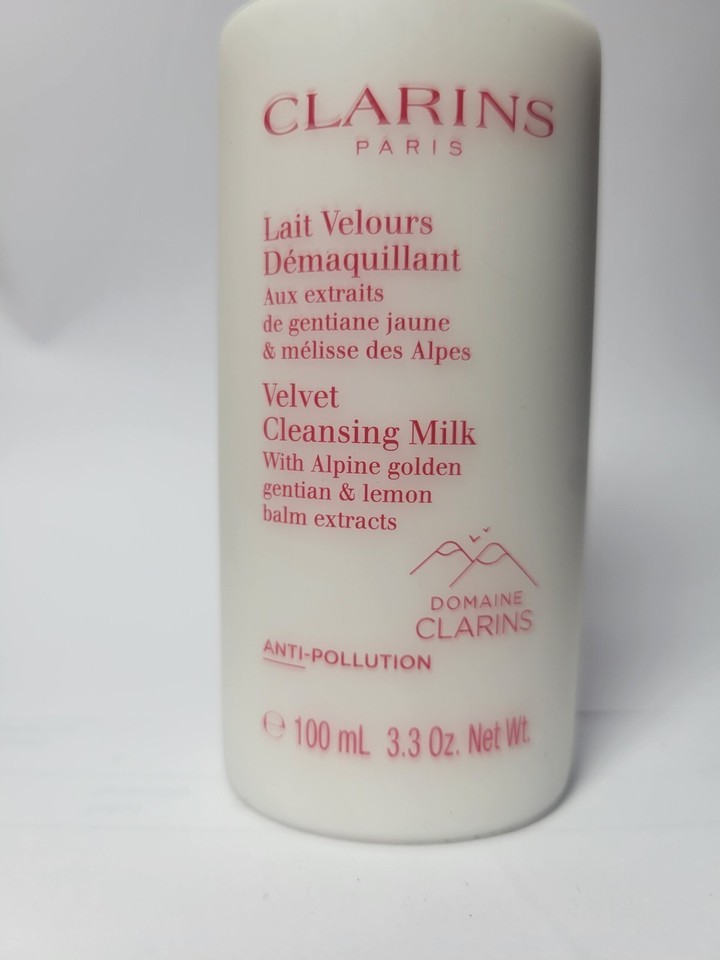 CLARINS
PARIS
Lait Velours
Démaquillant
Aux extraits
de gentiane jaune
& mélisse des Alpes
Velvet
Cleansing Milk
With Alpine golden
gentian & lemon
balm extracts
DOMAINE
CLARINS
ANTI-POLLUTION
℮ 100 mL 3.3 Oz. Net Wt.